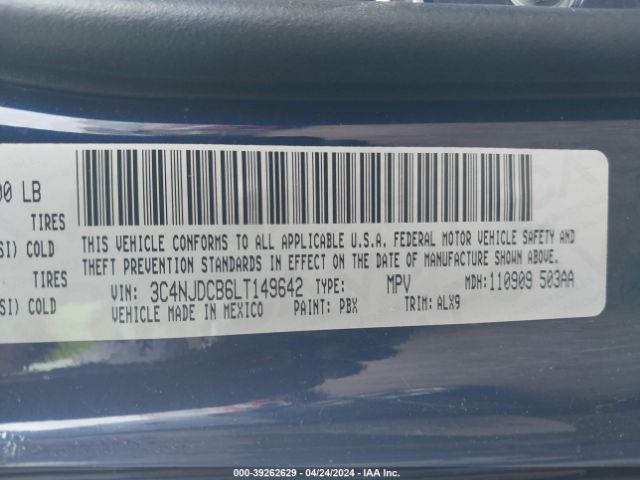 00 LB
TIRES
SI) COLD
TIRES
SI) COLD
THIS VEHICLE CONFORMS TO ALL APPLICABLE U.S.A. FEDERAL MOTOR VEHICLE SAFETY AND
THEFT PREVENTION STANDARDS IN EFFECT ON THE DATE OF MANUFACTURE SHOWN ABOVE.
VIN: 3C4NJDCB6LT149642 TYPE: MPV MDH: 110909 503AA
VEHICLE MADE IN MEXICO PAINT: PBX TRIM: ALX9
000-39262629 - 04/24/2024 - IAA Inc.